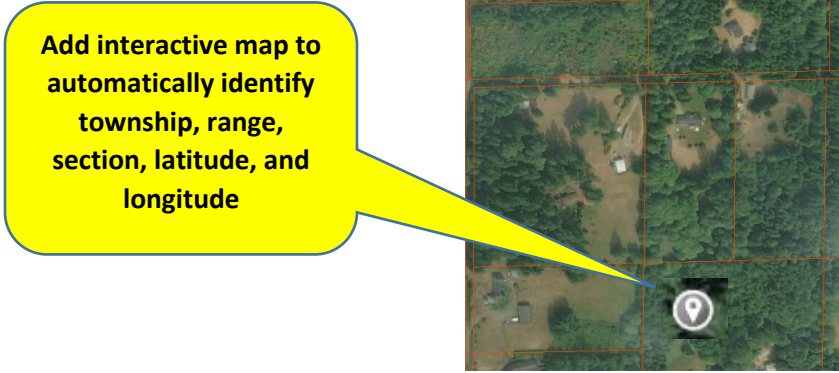 Add interactive map to
automatically identify
township, range,
section, latitude, and
longitude